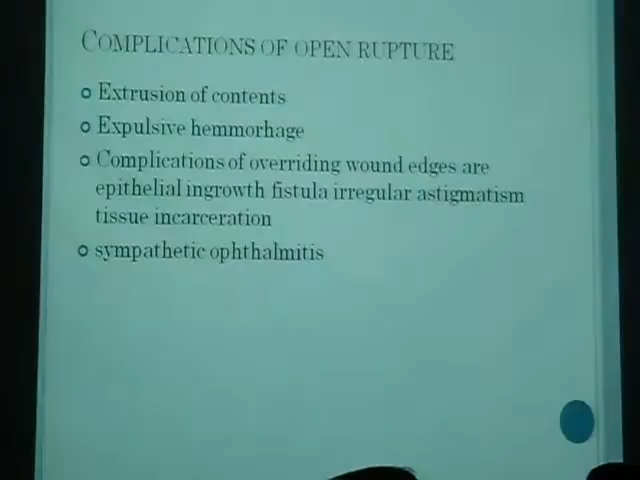 COMPLICATIONS OF OPEN RUPTURE
Extrusion of contents
Expulsive hemmorhage
Complications of overriding wound edges are
epithelial ingrowth fistula irregular astigmatism
tissue incarceration
sympathetic ophthalmitis